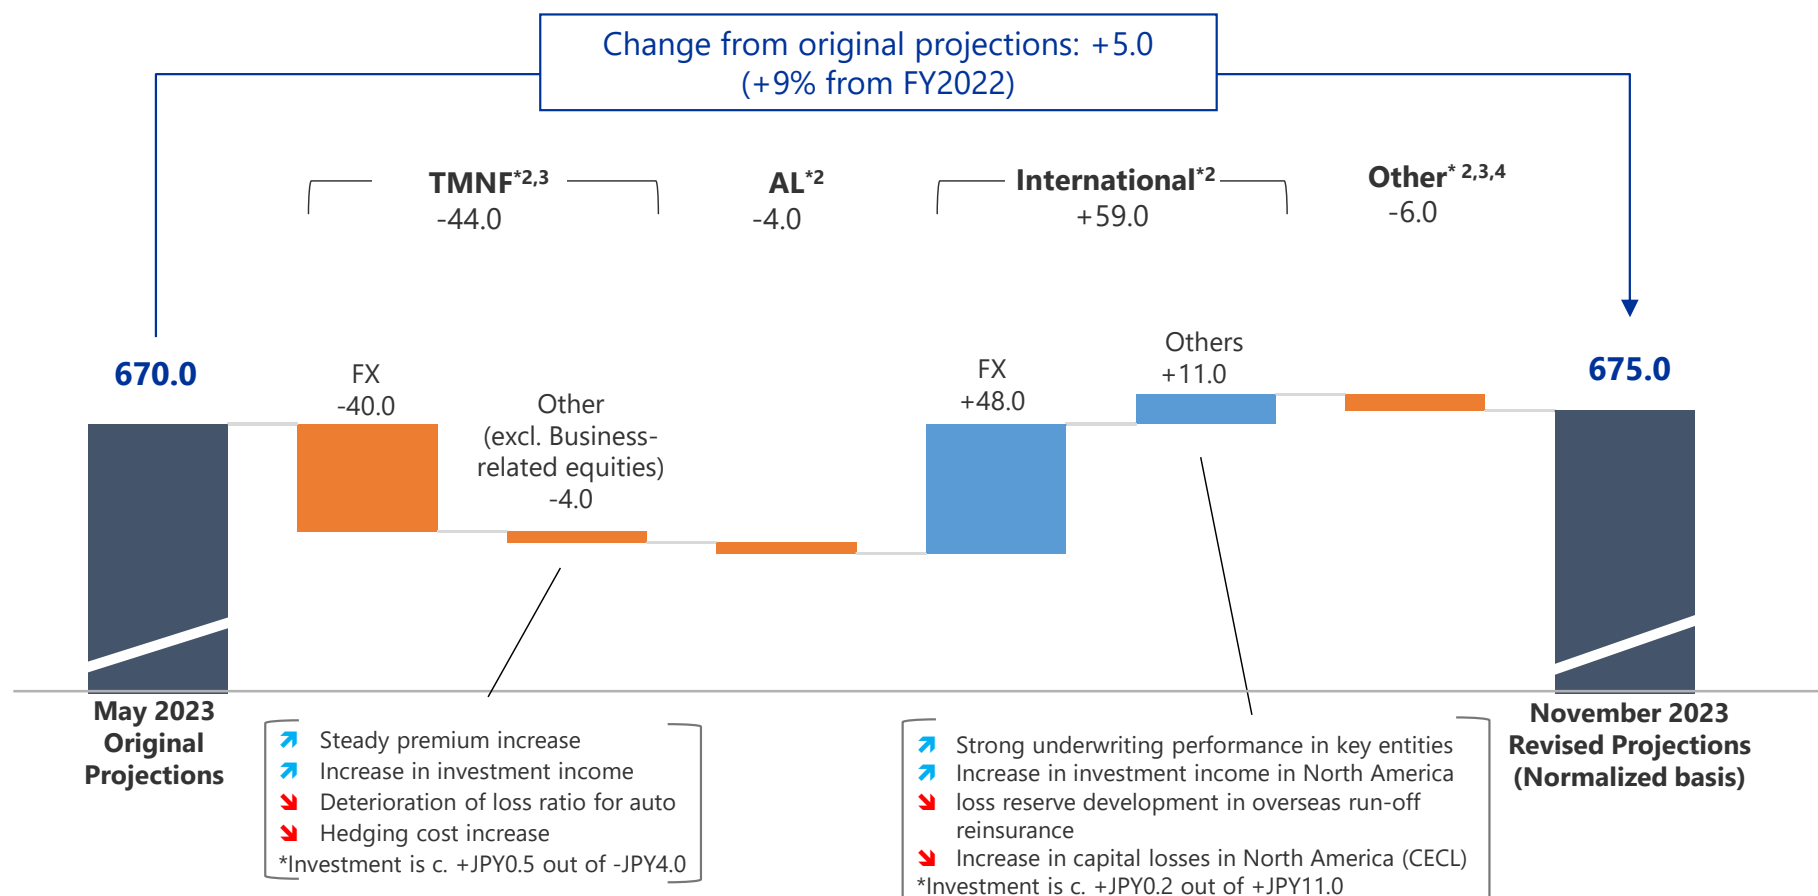 Change from original projections: +5.0
(+9% from FY2022)
TMNF*2,3
-44.0
AL*2
-4.0
International*2
+59.0
Other* 2,3,4
-6.0
670.0
FX
-40.0
Other
(excl. Business-
related equities)
-4.0
FX
+48.0
Others
+11.0
675.0
May 2023
Original
Projections
Steady premium increase
Increase in investment income
Deterioration of loss ratio for auto
Hedging cost increase
*Investment is c. +JPY0.5 out of -JPY4.0
Strong underwriting performance in key entities
Increase in investment income in North America
loss reserve development in overseas run-off
reinsurance
Increase in capital losses in North America (CECL)
*Investment is c. +JPY0.2 out of +JPY11.0
November 2023
Revised Projections
(Normalized basis)